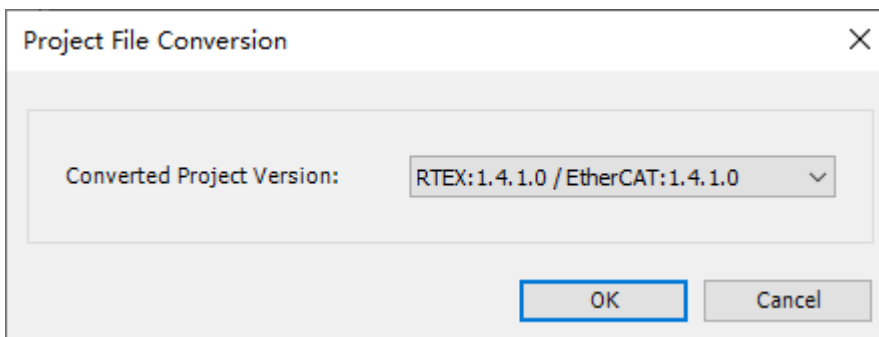 Project File Conversion
Converted Project Version: RTEX:1.4.1.0 / EtherCAT:1.4.1.0
OK Cancel